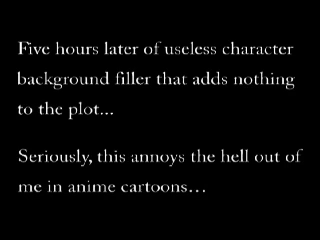 Five hours later of useless character
background filler that adds nothing
to the plot...
Seriously, this annoys the hell out of
me in anime cartoons…